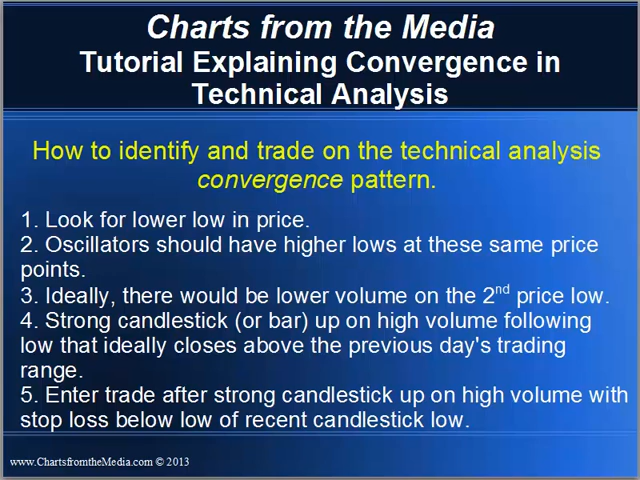 Charts from the Media
Tutorial Explaining Convergence in
Technical Analysis
How to identify and trade on the technical analysis
convergence pattern.
1. Look for lower low in price.
2. Oscillators should have higher lows at these same price
points.
3. Ideally, there would be lower volume on the 2nd price low.
4. Strong candlestick (or bar) up on high volume following
low that ideally closes above the previous day's trading
range.
5. Enter trade after strong candlestick up on high volume with
stop loss below low of recent candlestick low.
www.ChartsfromtheMedia.com © 2013